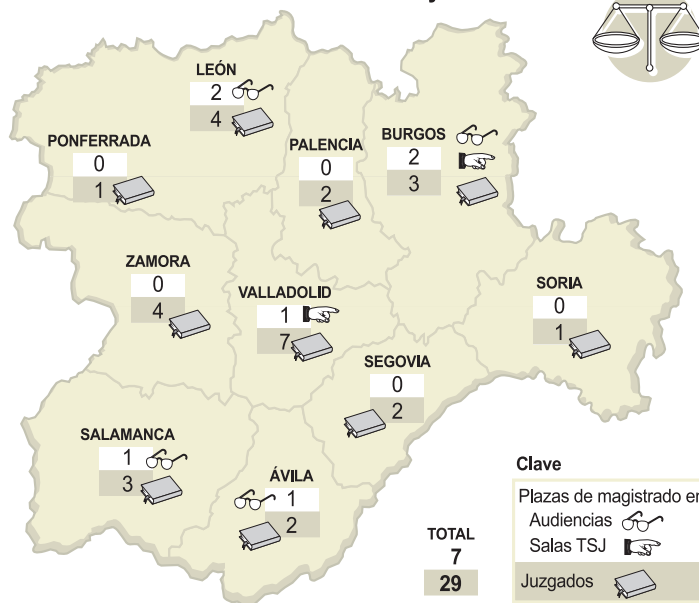 LEÓN
2
4
PONFERRADA
0
1
PALENCIA
0
2
BURGOS
2
3
ZAMORA
0
4
VALLADOLID
1
7
SORIA
0
1
SEGOVIA
0
2
SALAMANCA
1
3
ÁVILA
1
2
TOTAL
7
29
Clave
Plazas de magistrado en
Audiencias
Salas TSJ
Juzgados